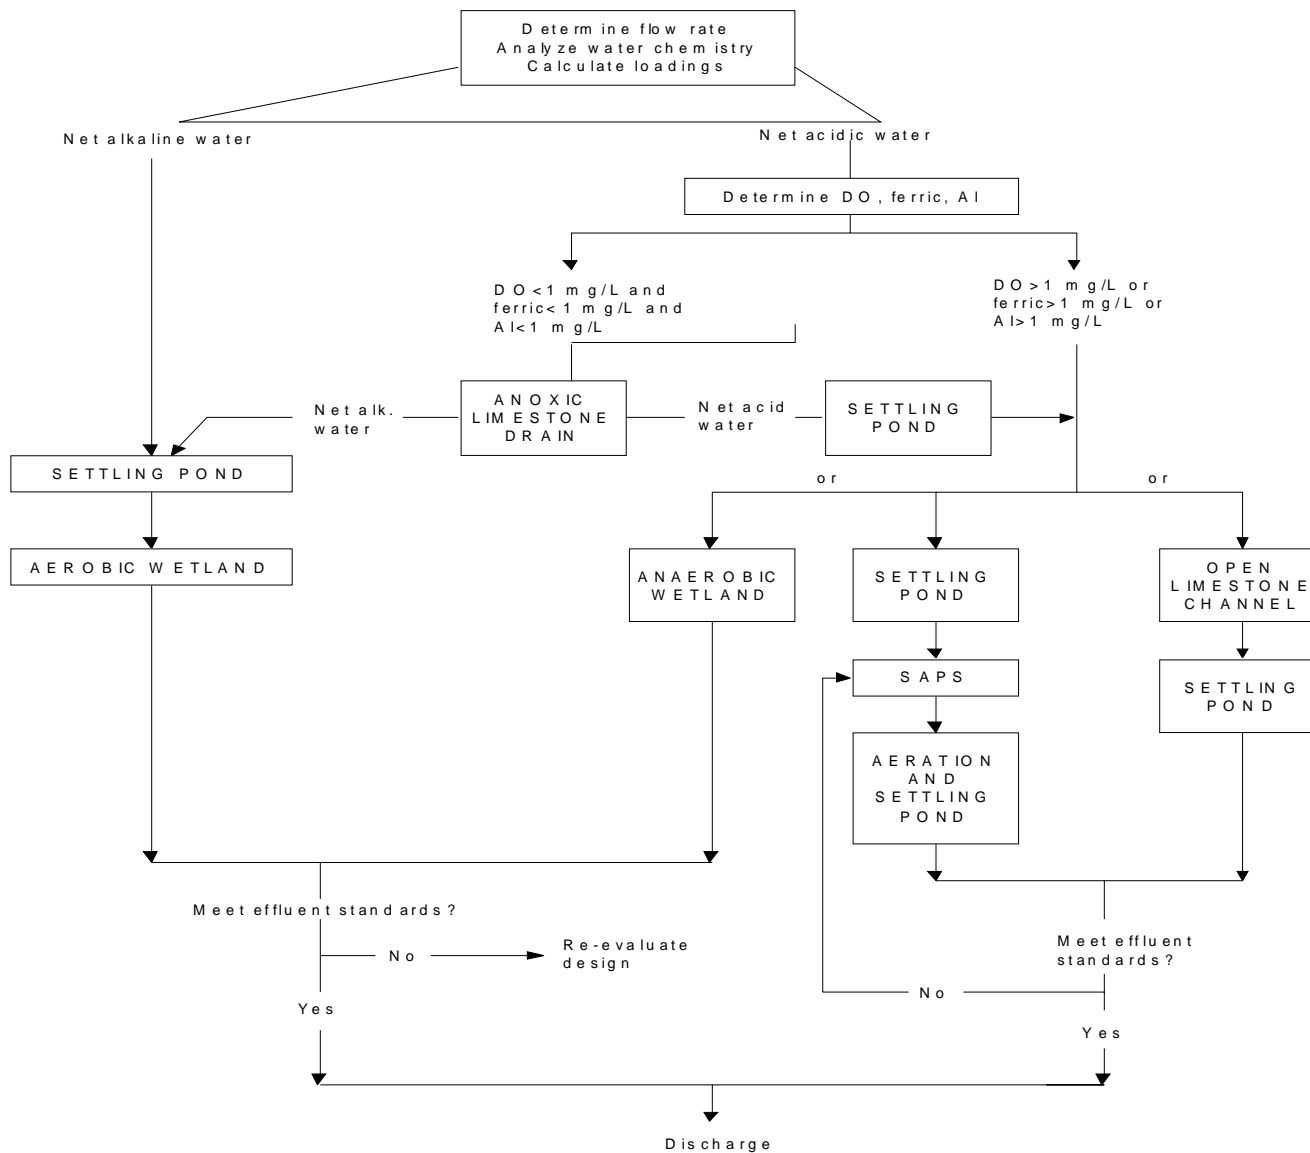 Determine flow rate
Analyze water chemistry
Calculate loadings
Net alkaline water
Net acidic water
Determine DO, ferric, Al
DO<1 mg/L and
ferric<1 mg/L and
Al<1 mg/L
DO>1 mg/L or
ferric>1 mg/L or
Al>1 mg/L
Net alk.
water
ANOXIC
LIMESTONE
DRAIN
Net acid
water
SETTLING
POND
SETTLING POND
or
or
AEROBIC WETLAND
ANAEROBIC
WETLAND
SETTLING
POND
OPEN
LIMESTONE
CHANNEL
SAPS
SETTLING
POND
AERATION
AND
SETTLING
POND
Meet effluent standards?
No
Re-evaluate
design
Meet effluent
standards?
No
Yes
Yes
Discharge